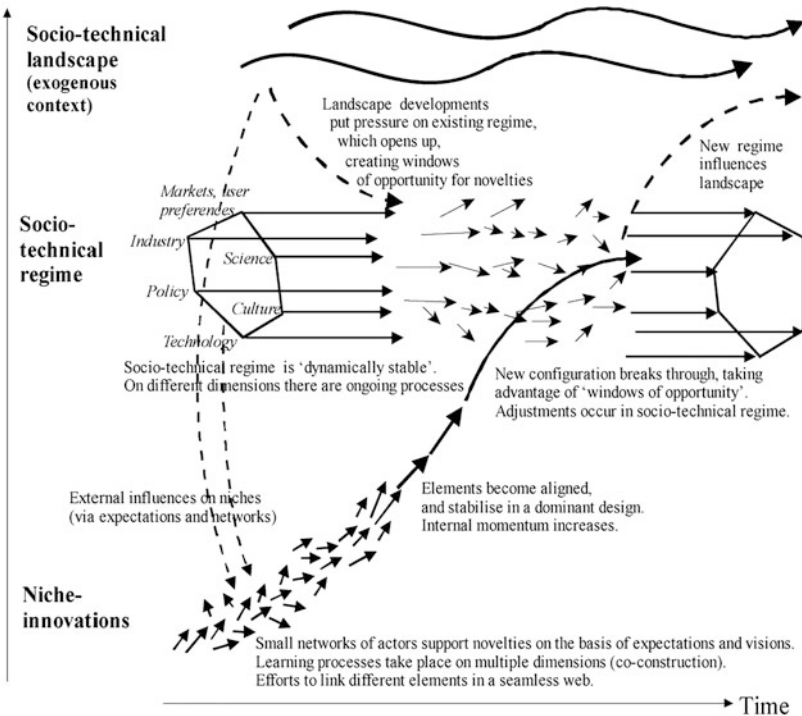 Socio-technical
landscape
(exogenous
context)
Landscape developments
put pressure on existing regime,
which opens up,
creating windows
of opportunity for novelties
New regime
influences
landscape
Markets, user
preferences
Socio-
technical
regime
Industry
Science
Policy
Culture
Technology
Socio-technical regime is ‘dynamically stable’.
On different dimensions there are ongoing processes
New configuration breaks through, taking
advantage of ‘windows of opportunity’.
Adjustments occur in socio-technical regime.
External influences on niches
(via expectations and networks)
Elements become aligned,
and stabilise in a dominant design.
Internal momentum increases.
Niche-
innovations
Small networks of actors support novelties on the basis of expectations and visions.
Learning processes take place on multiple dimensions (co-construction).
Efforts to link different elements in a seamless web.
Time